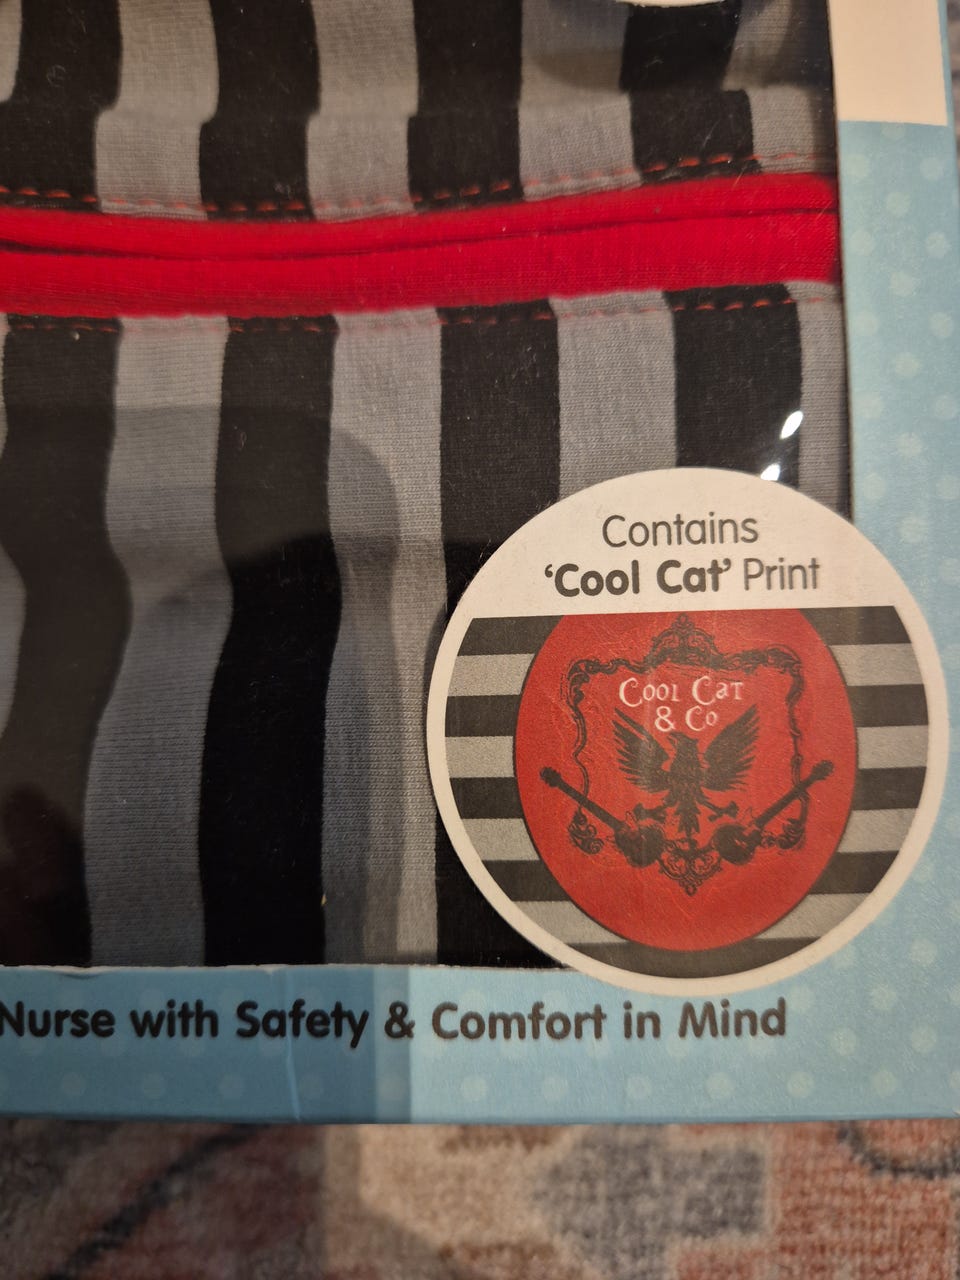 Contains
'Cool Cat' Print
Cool Cat
& Co
Nurse with Safety & Comfort in Mind